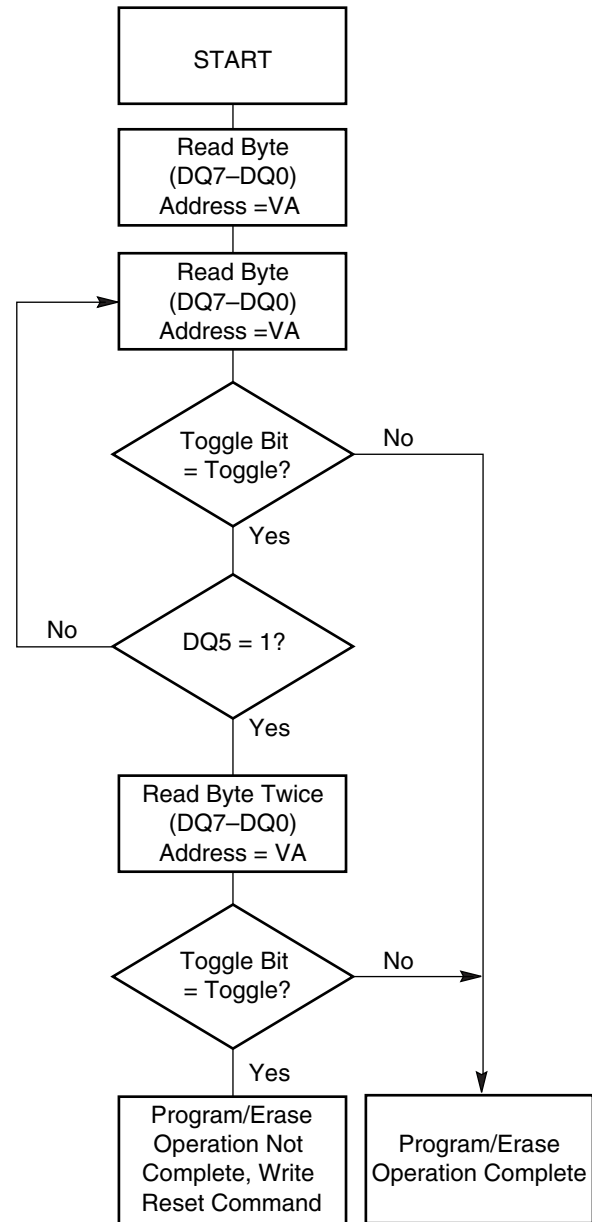 START
Read Byte
(DQ7–DQ0)
Address =VA
Read Byte
(DQ7–DQ0)
Address =VA
Toggle Bit
= Toggle?
No
Yes
No
DQ5 = 1?
Yes
Read Byte Twice
(DQ7–DQ0)
Address = VA
Toggle Bit
= Toggle?
No
Yes
Program/Erase
Operation Not
Complete, Write
Reset Command
Program/Erase
Operation Complete